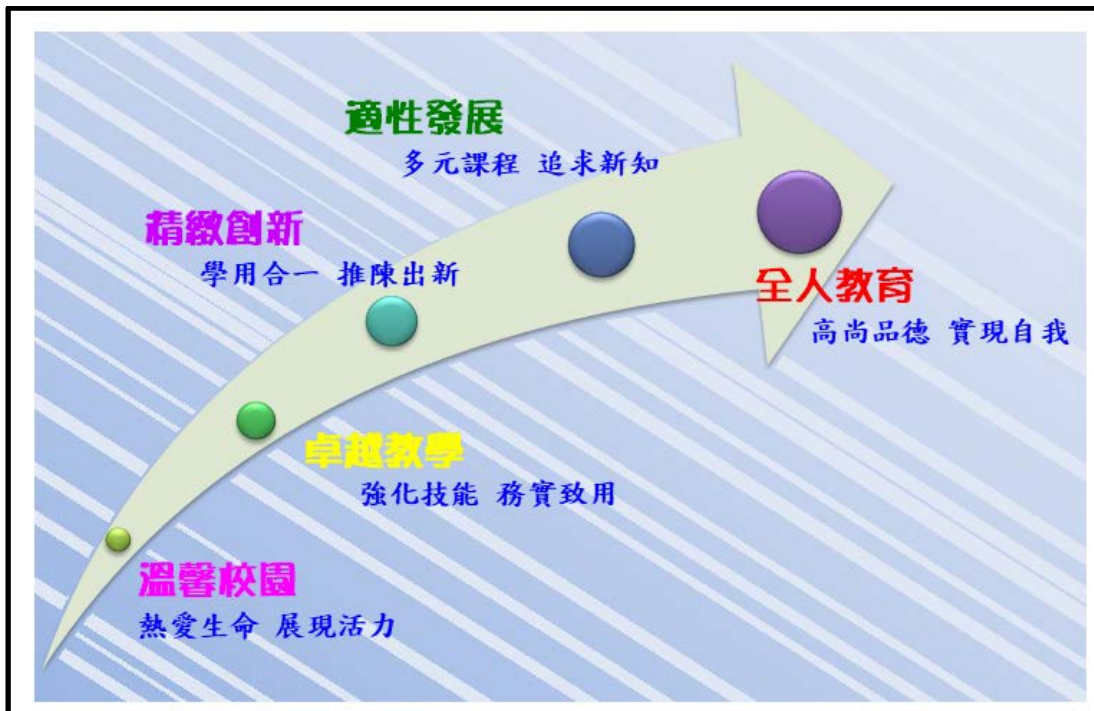 適性發展
多元課程 追求新知
精緻創新
學用合一 推陳出新
全人教育
高尚品德 實現自我
卓越教學
強化技能 務實致用
溫馨校園
熱愛生命 展現活力